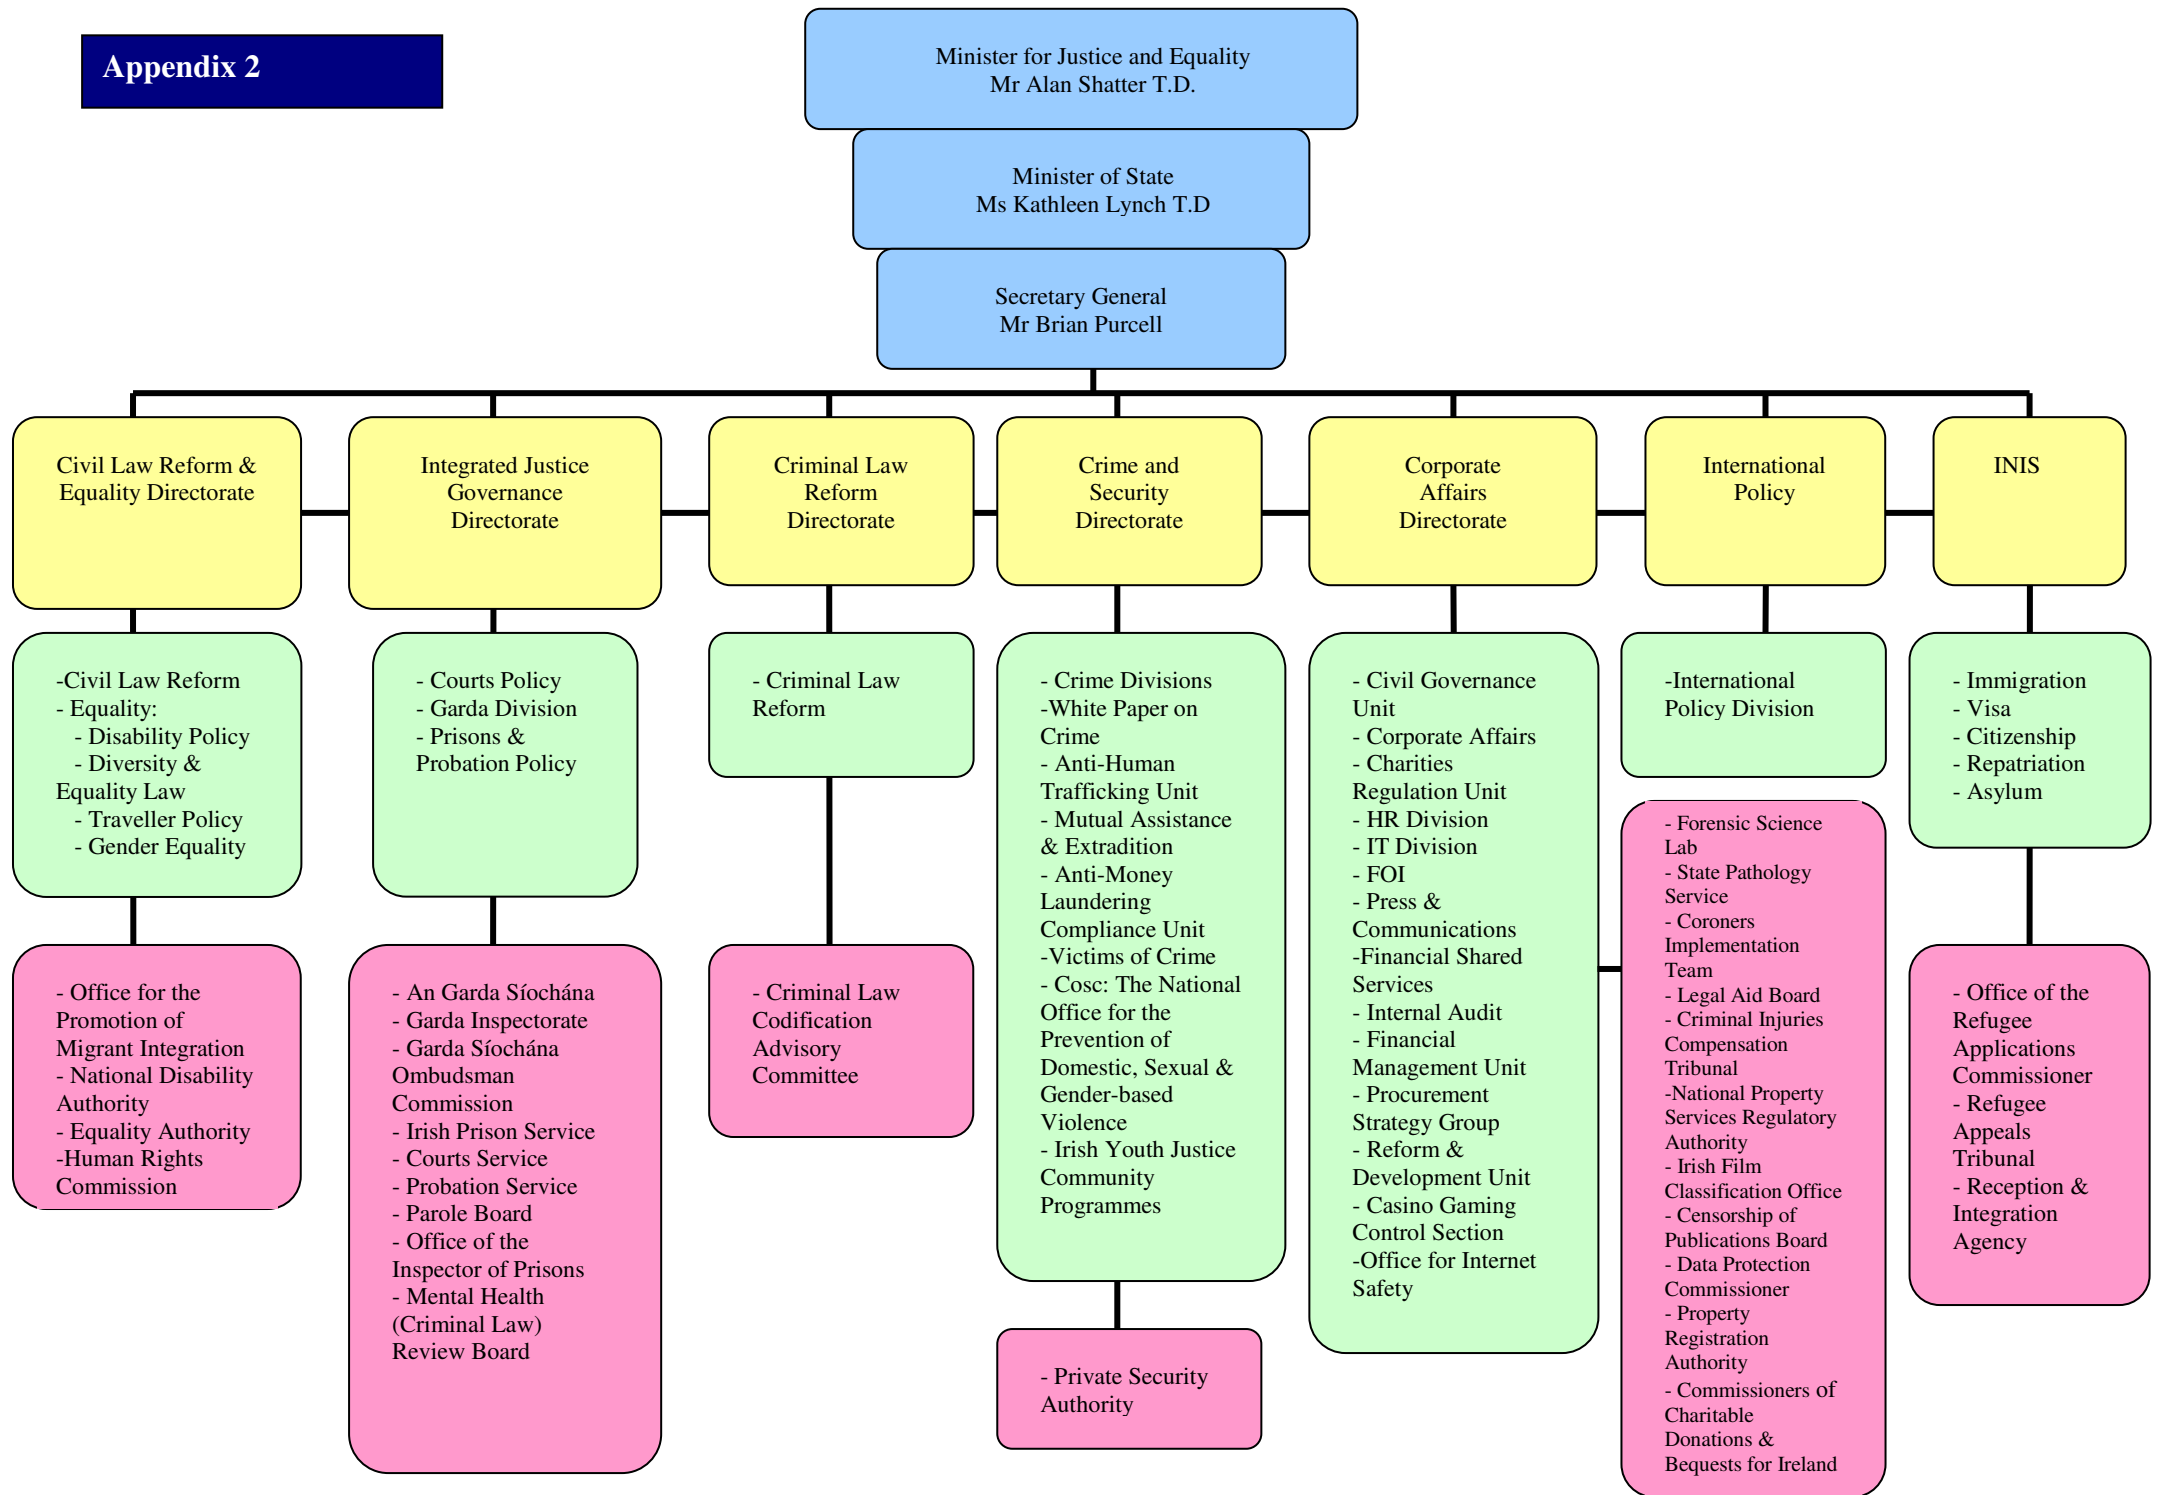 Appendix 2
Minister for Justice and Equality
Mr Alan Shatter T.D.
Minister of State
Ms Kathleen Lynch T.D
Secretary General
Mr Brian Purcell
Civil Law Reform &
Equality Directorate
Integrated Justice
Governance
Directorate
Criminal Law
Reform
Directorate
Crime and
Security
Directorate
Corporate
Affairs
Directorate
International
Policy
INIS
-Civil Law Reform
- Equality:
- Disability Policy
- Diversity &
Equality Law
- Traveller Policy
- Gender Equality
- Courts Policy
- Garda Division
- Prisons &
Probation Policy
- Criminal Law
Reform
- Crime Divisions
-White Paper on
Crime
- Anti-Human
Trafficking Unit
- Mutual Assistance
& Extradition
- Anti-Money
Laundering
Compliance Unit
-Victims of Crime
- Cosc: The National
Office for the
Prevention of
Domestic, Sexual &
Gender-based
Violence
- Irish Youth Justice
Community
Programmes
- Civil Governance
Unit
- Corporate Affairs
- Charities
Regulation Unit
- HR Division
- IT Division
- FOI
- Press &
Communications
-Financial Shared
Services
- Internal Audit
- Financial
Management Unit
- Procurement
Strategy Group
- Reform &
Development Unit
- Casino Gaming
Control Section
-Office for Internet
Safety
-International
Policy Division
- Immigration
- Visa
- Citizenship
- Repatriation
- Asylum
- Office for the
Promotion of
Migrant Integration
- National Disability
Authority
- Equality Authority
-Human Rights
Commission
- An Garda Síochána
- Garda Inspectorate
- Garda Síochána
Ombudsman
Commission
- Irish Prison Service
- Courts Service
- Probation Service
- Parole Board
- Office of the
Inspector of Prisons
- Mental Health
(Criminal Law)
Review Board
- Criminal Law
Codification
Advisory
Committee
- Private Security
Authority
- Forensic Science
Lab
- State Pathology
Service
- Coroners
Implementation
Team
- Legal Aid Board
- Criminal Injuries
Compensation
Tribunal
-National Property
Services Regulatory
Authority
- Irish Film
Classification Office
- Censorship of
Publications Board
- Data Protection
Commissioner
- Property
Registration
Authority
- Commissioners of
Charitable
Donations &
Bequests for Ireland
- Office of the
Refugee
Applications
Commissioner
- Refugee
Appeals
Tribunal
- Reception &
Integration
Agency